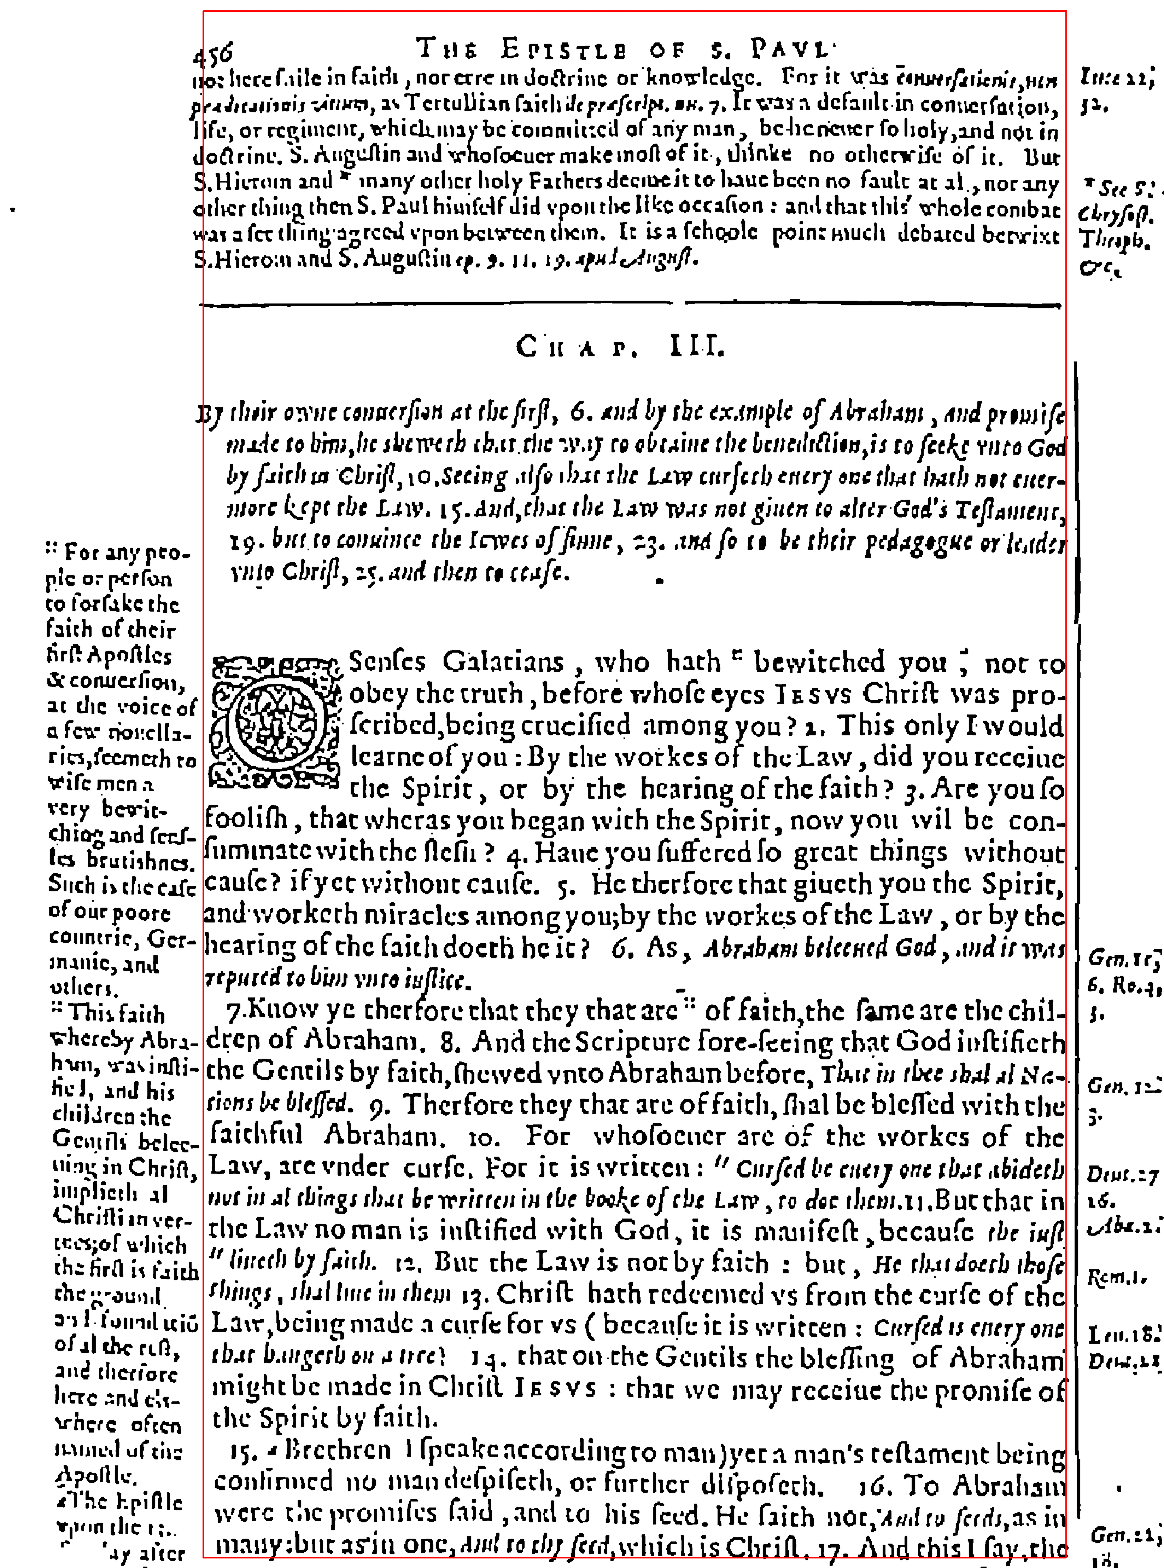 456 THE EPISTLE OF S. PAVL
not here faile in faith, nor erre in doctrine or knowledge. For it was conuersationis, non
prædicationis vitium, as Tertullian saith de præscript. nu. 7. It was a default in conuersation,
life, or regiment, which may be committed of any man, be he neuer so holy, and not in
doctrine. S. Augustin and whosoeuer make most of it, thinke no otherwise of it. But
S. Hierom and * many other holy Fathers deeme it to haue been no fault at al, nor any
other thing then S. Paul himself did vpon the like occasion: and that this whole combat
was a set thing agreed vpon between them. It is a schoole point much debated betwixt
S. Hierom and S. Augustin ep. 9. 11. 19. apud August.
Luce 22,
32.
* See S.
Chrysost.
Theoph.
&c.
CHAP. III.
By their owne conuersion at the first, 6. and by the example of Abraham, and promise
made to him, he sheweth that the way to obtaine the benediction, is to seeke vnto God
by faith in Christ, 10. Seeing also that the Law curseth euery one that hath not euer-
more kept the Law. 15. And, that the Law was not giuen to alter God's Testament,
19. but to conuince the Iewes of sinne, 23. and so to be their pedagogue or leader
vnto Christ, 25. and then to cease.
:: For any peo-
ple or person
to forsake the
faith of their
first Apostles
& conuersion,
at the voice of
a few nouella-
ries, seemeth to
wise men a
very bewit-
ching and sens-
les brutishnes.
Such is the case
of our poore
countrie, Ger-
manie, and
others.
:: This faith
whereby Abra-
ham, was iusti-
fied, and his
children the
Gentils belee-
uing in Christ,
implieth al
Christian ver-
tues; of which
the first is faith
the ground
and foundatiō
of al the rest,
and therfore
here and els-
where often
named of the
Apostle.
The Epistle
vpon the 13.
day after
O Senses Galatians, who hath :: bewitched you, not to
obey the truth, before whose eyes IESVS Christ was pro-
scribed, being crucified among you? 2. This only I would
learne of you: By the workes of the Law, did you receiue
the Spirit, or by the hearing of the faith? 3. Are you so
foolish, that wheras you began with the Spirit, now you wil be con-
summate with the flesh? 4. Haue you suffered so great things without
cause? if yet without cause. 5. He therfore that giueth you the Spirit,
and worketh miracles among you; by the workes of the Law, or by the
hearing of the faith doeth he it? 6. As, Abraham beleeued God, and it was
reputed to him vnto iustice.
7. Know ye therfore that they that are :: of faith, the same are the chil-
dren of Abraham. 8. And the Scripture fore-seeing that God iustifieth
the Gentils by faith, shewed vnto Abraham before, That in thee shal al Na-
tions be blessed. 9. Therfore they that are of faith, shal be blessed with the
faithful Abraham. 10. For whosoeuer are of the workes of the
Law, are vnder curse. For it is written: " Cursed be euery one that abideth
not in al things that be written in the booke of the Law, to doe them. 11. But that in
the Law no man is iustified with God, it is manifest, because the iust
" liueth by faith. 12. But the Law is not by faith: but, He that doeth those
things, shal liue in them 13. Christ hath redeemed vs from the curse of the
Law, being made a curse for vs (because it is written: Cursed is euery one
that hangeth on a tree) 14. that on the Gentils the blessing of Abraham
might be made in Christ IESVS: that we may receiue the promise of
the Spirit by faith.
15. Brethren (I speake according to man) yet a man's testament being
confirmed no man despiseth, or further disposeth. 16. To Abraham
were the promises said, and to his seed. He saith not, And to seeds, as in
many: but as in one, And to thy seed, which is Christ. 17. And this I say, the
Gen. 15,
6. Ro. 4,
3.
Gen. 12.
3.
Deut. 27
26.
Abac. 2.
Rom. 1.
Leu. 18.
Deut. 21
Gen. 22,
18.